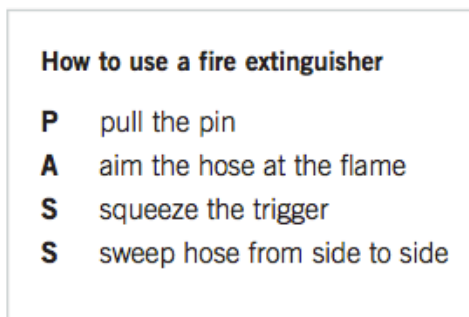 How to use a fire extinguisher
P pull the pin
A aim the hose at the flame
S squeeze the trigger
S sweep hose from side to side